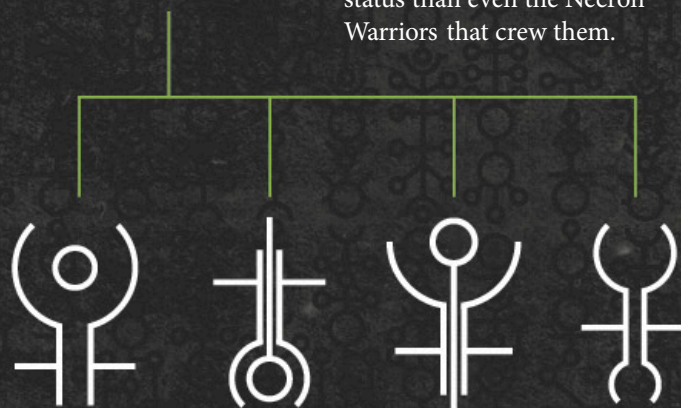 status than even the Necron
Warriors that crew them.